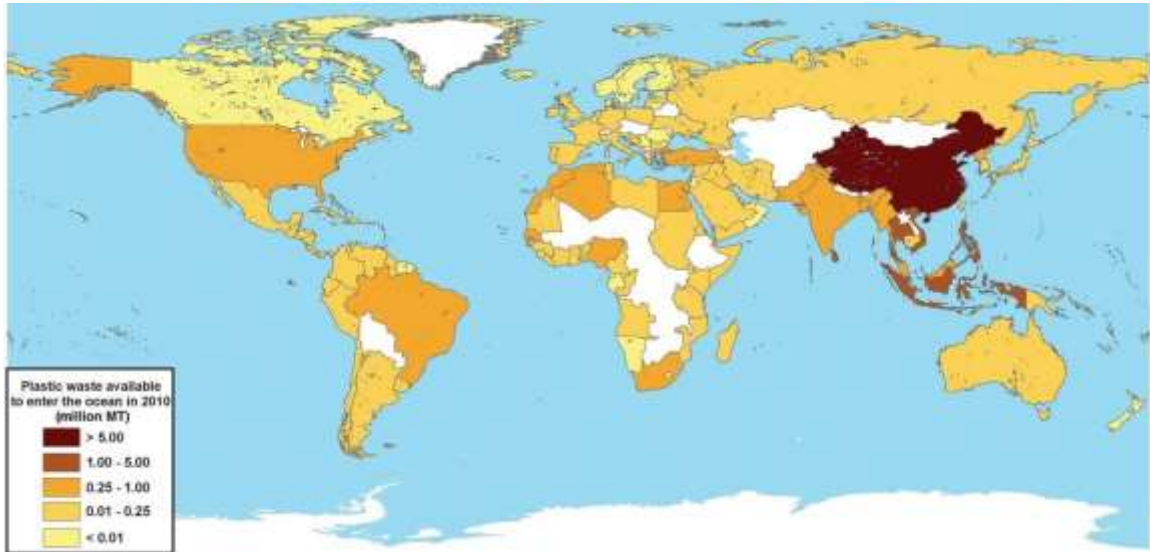 Plastic waste available
to enter the ocean in 2010
(million MT)
> 5.00
1.00 - 5.00
0.25 - 1.00
0.01 - 0.25
< 0.01